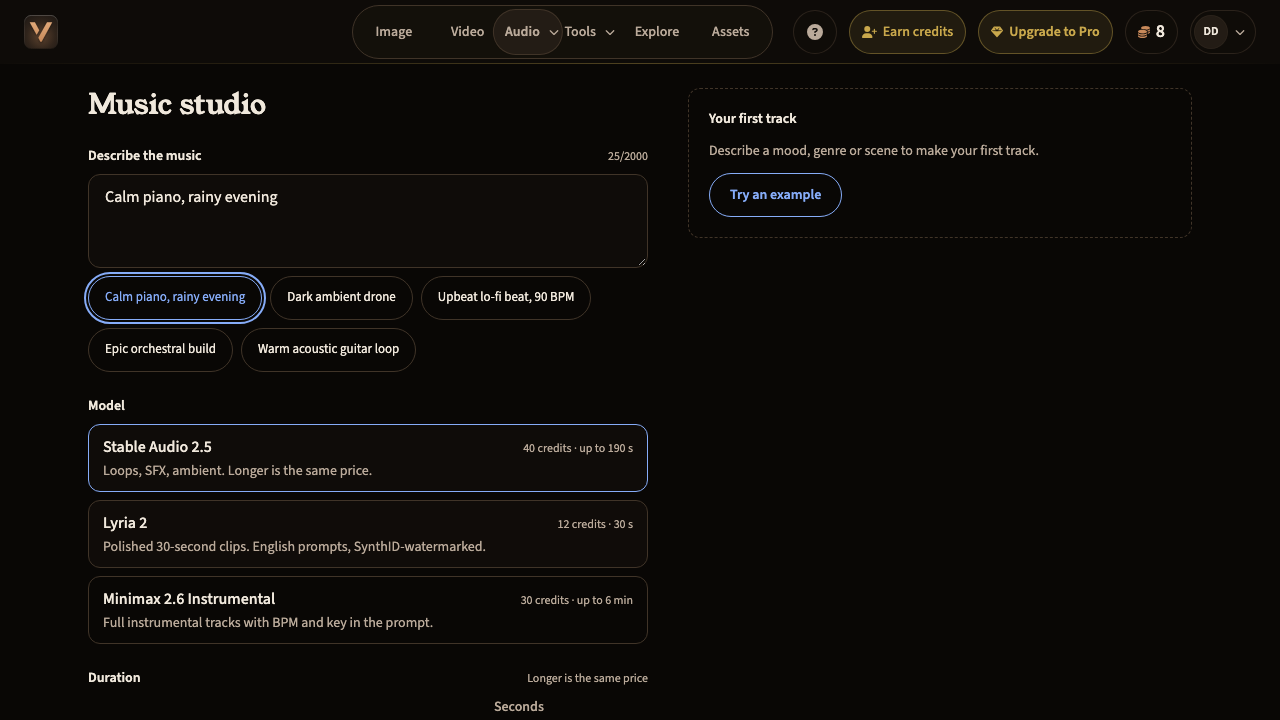 Image Video Audio Tools Explore Assets ? Earn credits Upgrade to Pro 8 DD
Music studio
Describe the music 25/2000
Calm piano, rainy evening
Calm piano, rainy evening Dark ambient drone Upbeat lo-fi beat, 90 BPM
Epic orchestral build Warm acoustic guitar loop
Model
Stable Audio 2.5 40 credits · up to 190 s
Loops, SFX, ambient. Longer is the same price.
Lyria 2 12 credits · 30 s
Polished 30-second clips. English prompts, SynthID-watermarked.
Minimax 2.6 Instrumental 30 credits · up to 6 min
Full instrumental tracks with BPM and key in the prompt.
Duration Longer is the same price
Seconds
Your first track
Describe a mood, genre or scene to make your first track.
Try an example